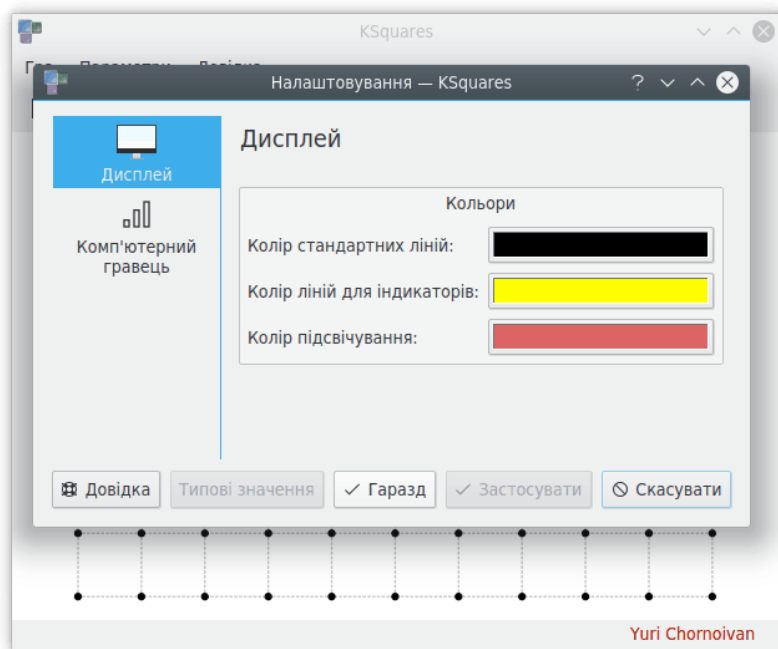 KSquares
Налаштовування — KSquares
Дисплей
Комп'ютерний
гравець
Дисплей
Кольори
Колір стандартних ліній:
Колір ліній для індикаторів:
Колір підсвічування:
Довідка
Типові значення
Гаразд
Застосувати
Скасувати
Yuri Chornoivan